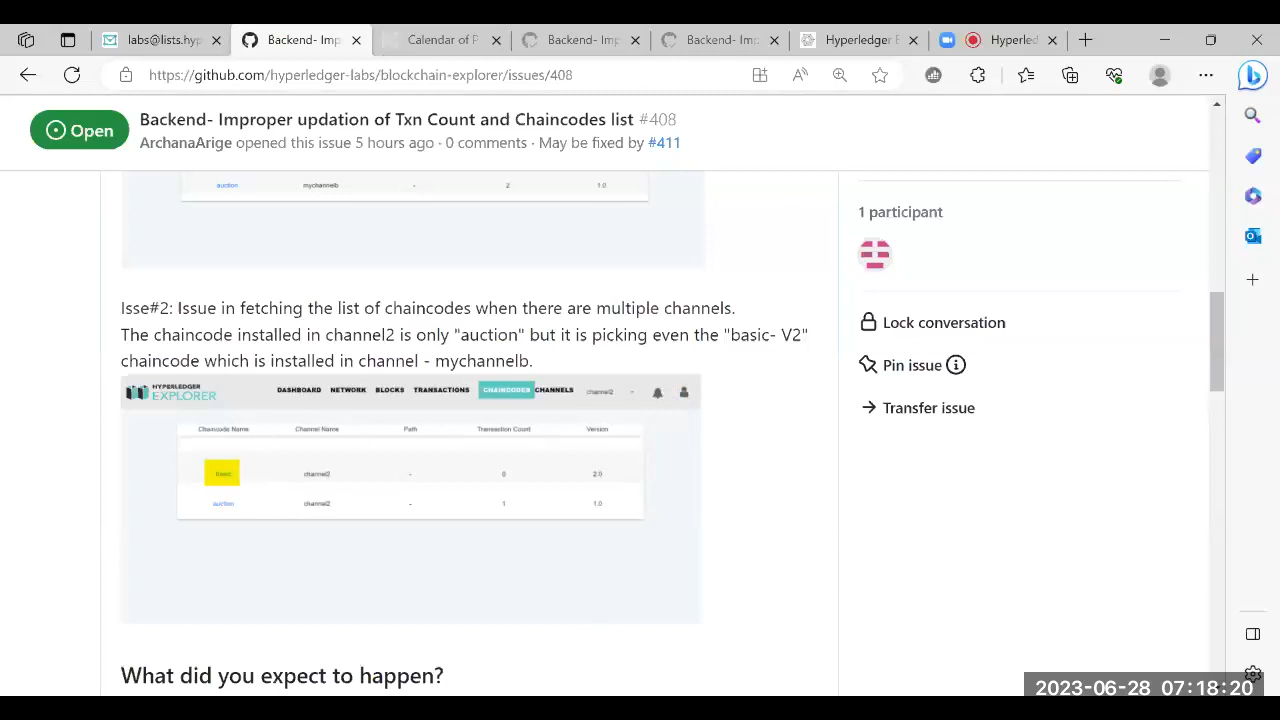 labs@lists.hy
Backend- Imp
Calendar of P
Backend- Imp
Backend- Imp
Hyperledger E
Hyperled
https://github.com/hyperledger-labs/blockchain-explorer/issues/408
Open
Backend- Improper updation of Txn Count and Chaincodes list #408
ArchanaArige opened this issue 5 hours ago · 0 comments · May be fixed by #411
auction mychannelb - 2 1.0
1 participant
Isse#2: Issue in fetching the list of chaincodes when there are multiple channels.
The chaincode installed in channel2 is only "auction" but it is picking even the "basic- V2"
chaincode which is installed in channel - mychannelb.
Lock conversation
Pin issue
Transfer issue
HYPERLEDGER
EXPLORER
DASHBOARD NETWORK BLOCKS TRANSACTIONS CHAINCODES CHANNELS channel2
Chaincode Name Channel Name Path Transaction Count Version
basic channel2 - 0 2.0
auction channel2 - 1 1.0
What did you expect to happen?
2023-06-28 07:18:20